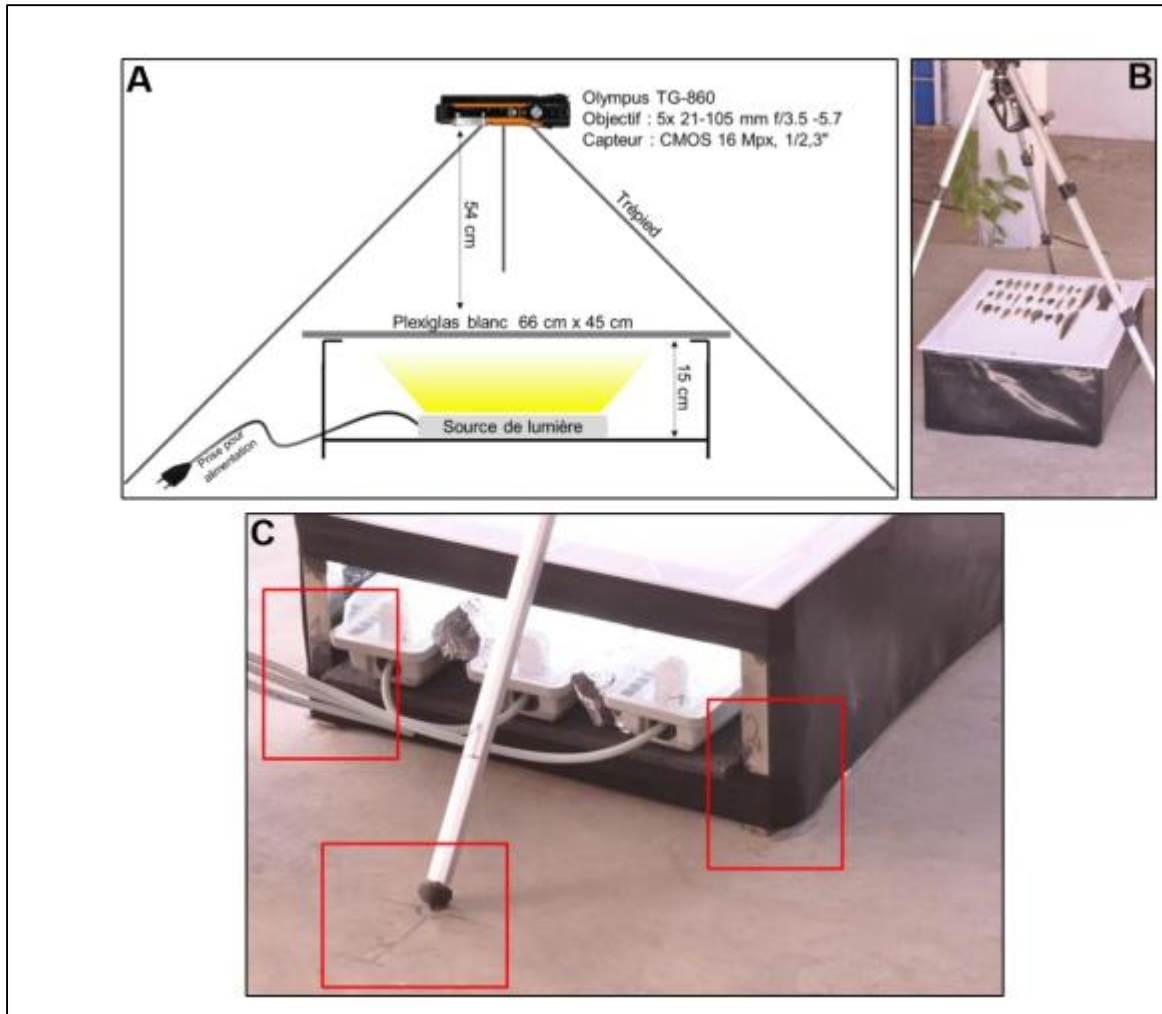 A
Olympus TG-860
Objectif : 5x 21-105 mm f/3.5 -5.7
Capteur : CMOS 16 Mpx, 1/2,3"
54 cm
Trépied
Plexiglas blanc 66 cm x 45 cm
15 cm
Source de lumière
Prise pour
alimentation
B
C